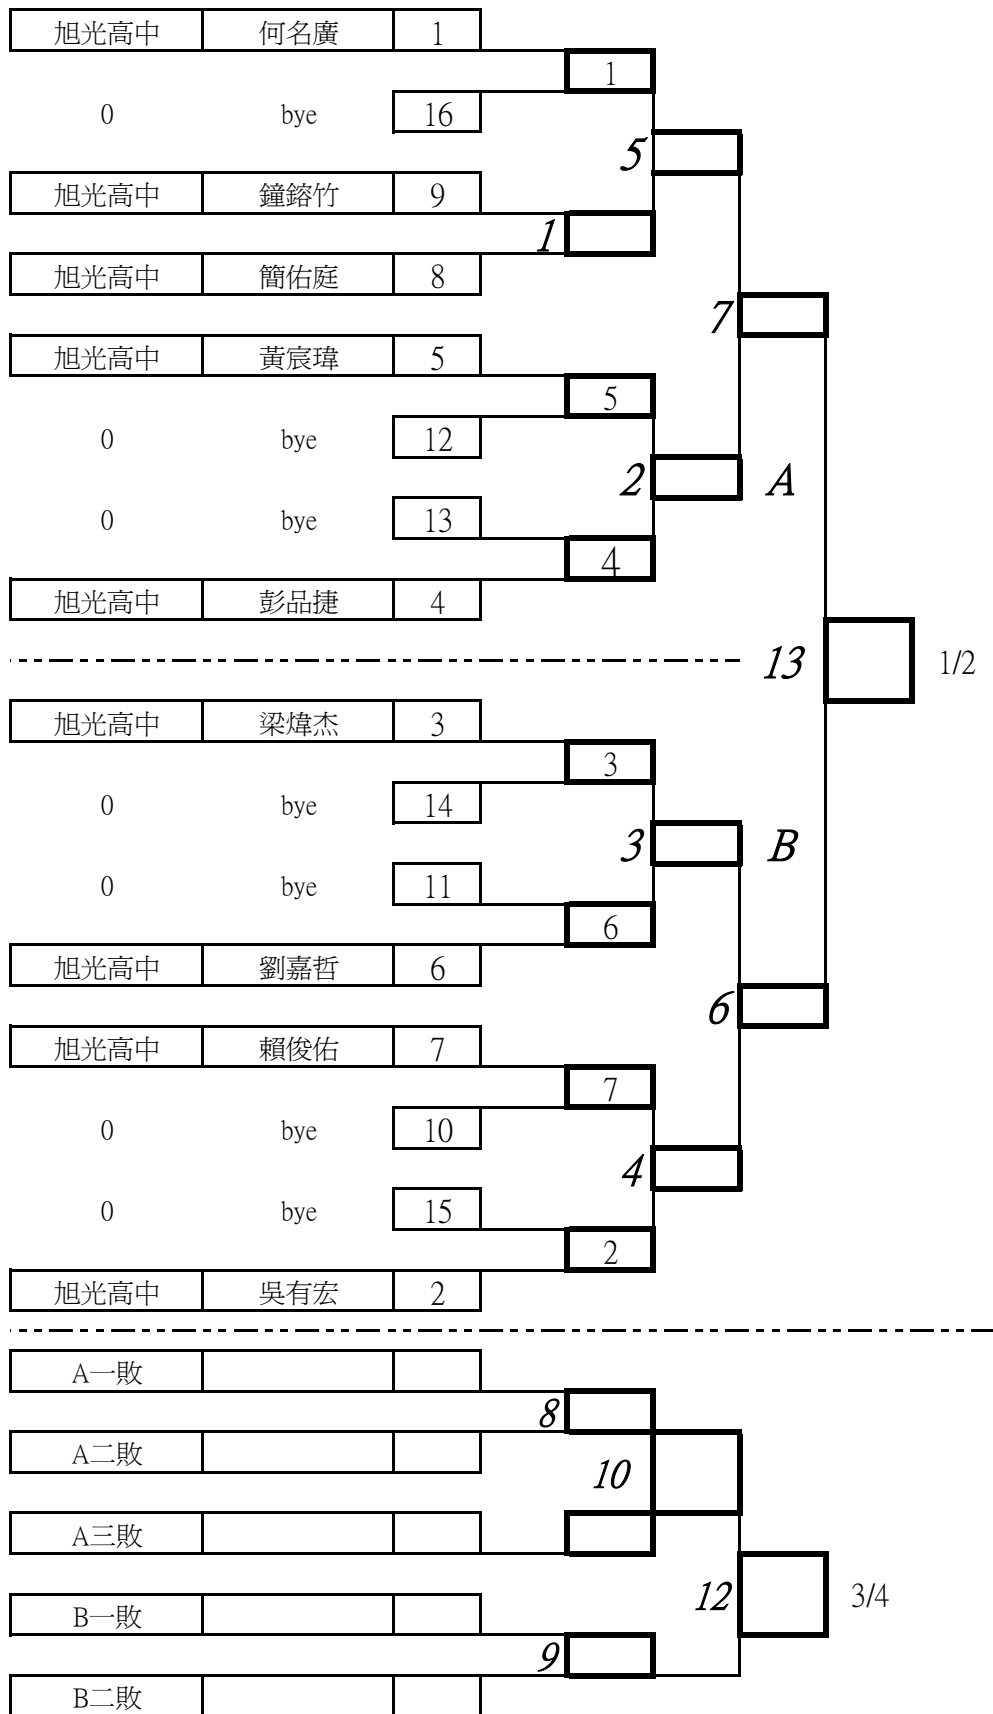 旭光高中 何名廣 1
1
0 bye 16
5
旭光高中 鐘鎔竹 9
1
旭光高中 簡佑庭 8
7
旭光高中 黃宸瑋 5
5
0 bye 12
2 A
0 bye 13
4
旭光高中 彭品捷 4
13 1/2
旭光高中 梁煒杰 3
3
0 bye 14
3 B
0 bye 11
6
旭光高中 劉嘉哲 6
6
旭光高中 賴俊佑 7
7
0 bye 10
4
0 bye 15
2
旭光高中 吳有宏 2
A一敗
8
A二敗
10
A三敗
12 3/4
B一敗
9
B二敗